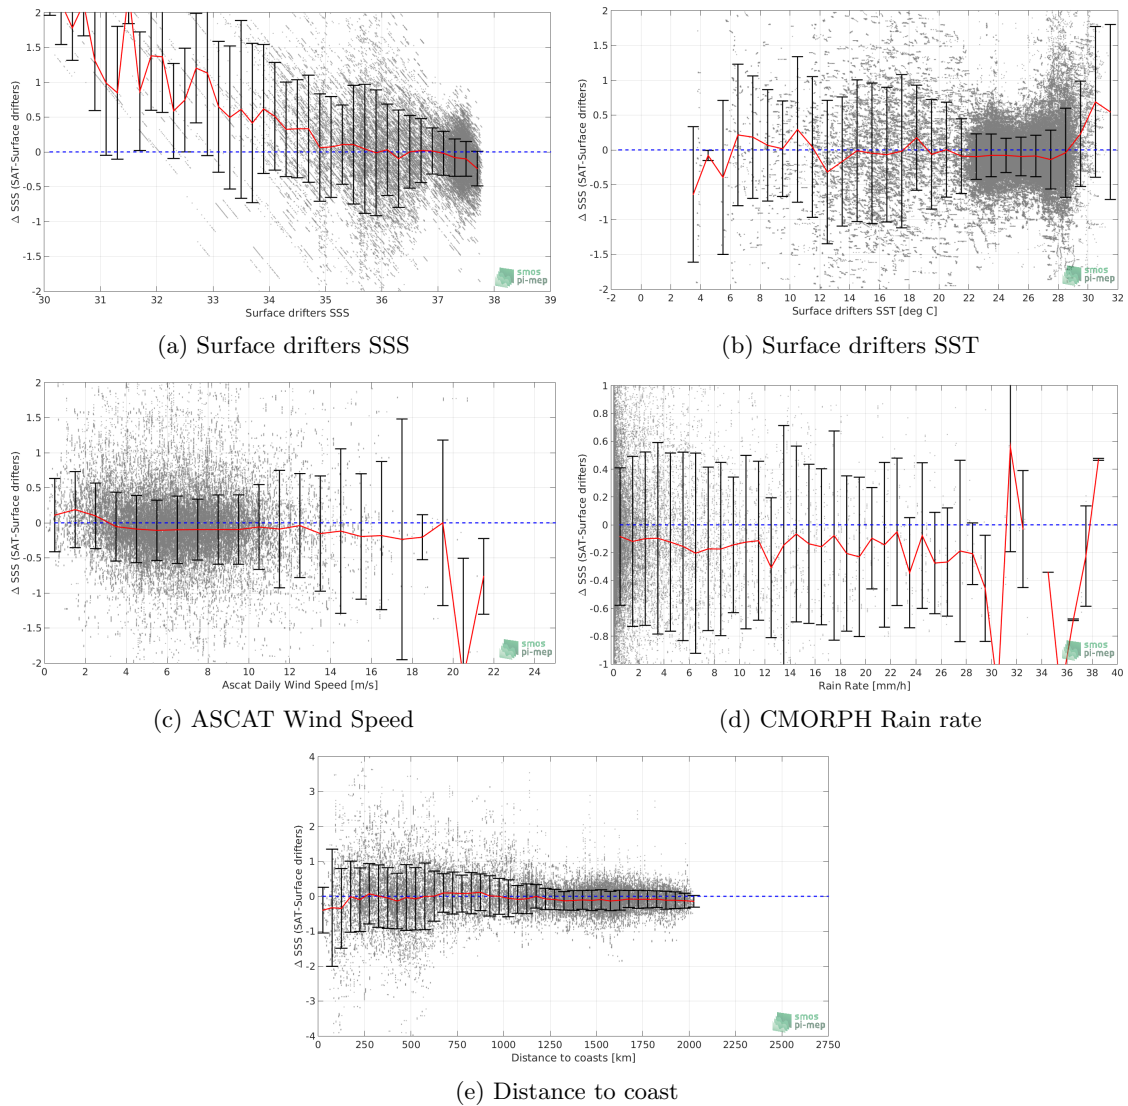 2
1.5
1
0.5
0
-0.5
-1
-1.5
-2
Δ SSS (SAT-Surface drifters)
30 31 32 33 34 35 36 37 38 39
Surface drifters SSS
smos
pi-mep
(a) Surface drifters SSS
2
1.5
1
0.5
0
-0.5
-1
-1.5
-2
Δ SSS (SAT-Surface drifters)
-2 0 2 4 6 8 10 12 14 16 18 20 22 24 26 28 30 32
Surface drifters SST [deg C]
smos
pi-mep
(b) Surface drifters SST
2
1.5
1
0.5
0
-0.5
-1
-1.5
-2
Δ SSS (SAT-Surface drifters)
0 2 4 6 8 10 12 14 16 18 20 22 24
Ascat Daily Wind Speed [m/s]
smos
pi-mep
(c) ASCAT Wind Speed
1
0.8
0.6
0.4
0.2
0
-0.2
-0.4
-0.6
-0.8
-1
Δ SSS (SAT-Surface drifters)
0 2 4 6 8 10 12 14 16 18 20 22 24 26 28 30 32 34 36 38 40
Rain Rate [mm/h]
smos
pi-mep
(d) CMORPH Rain rate
4
3
2
1
0
-1
-2
-3
-4
Δ SSS (SAT-Surface drifters)
0 250 500 750 1000 1250 1500 1750 2000 2250 2500 2750
Distance to coasts [km]
smos
pi-mep
(e) Distance to coast